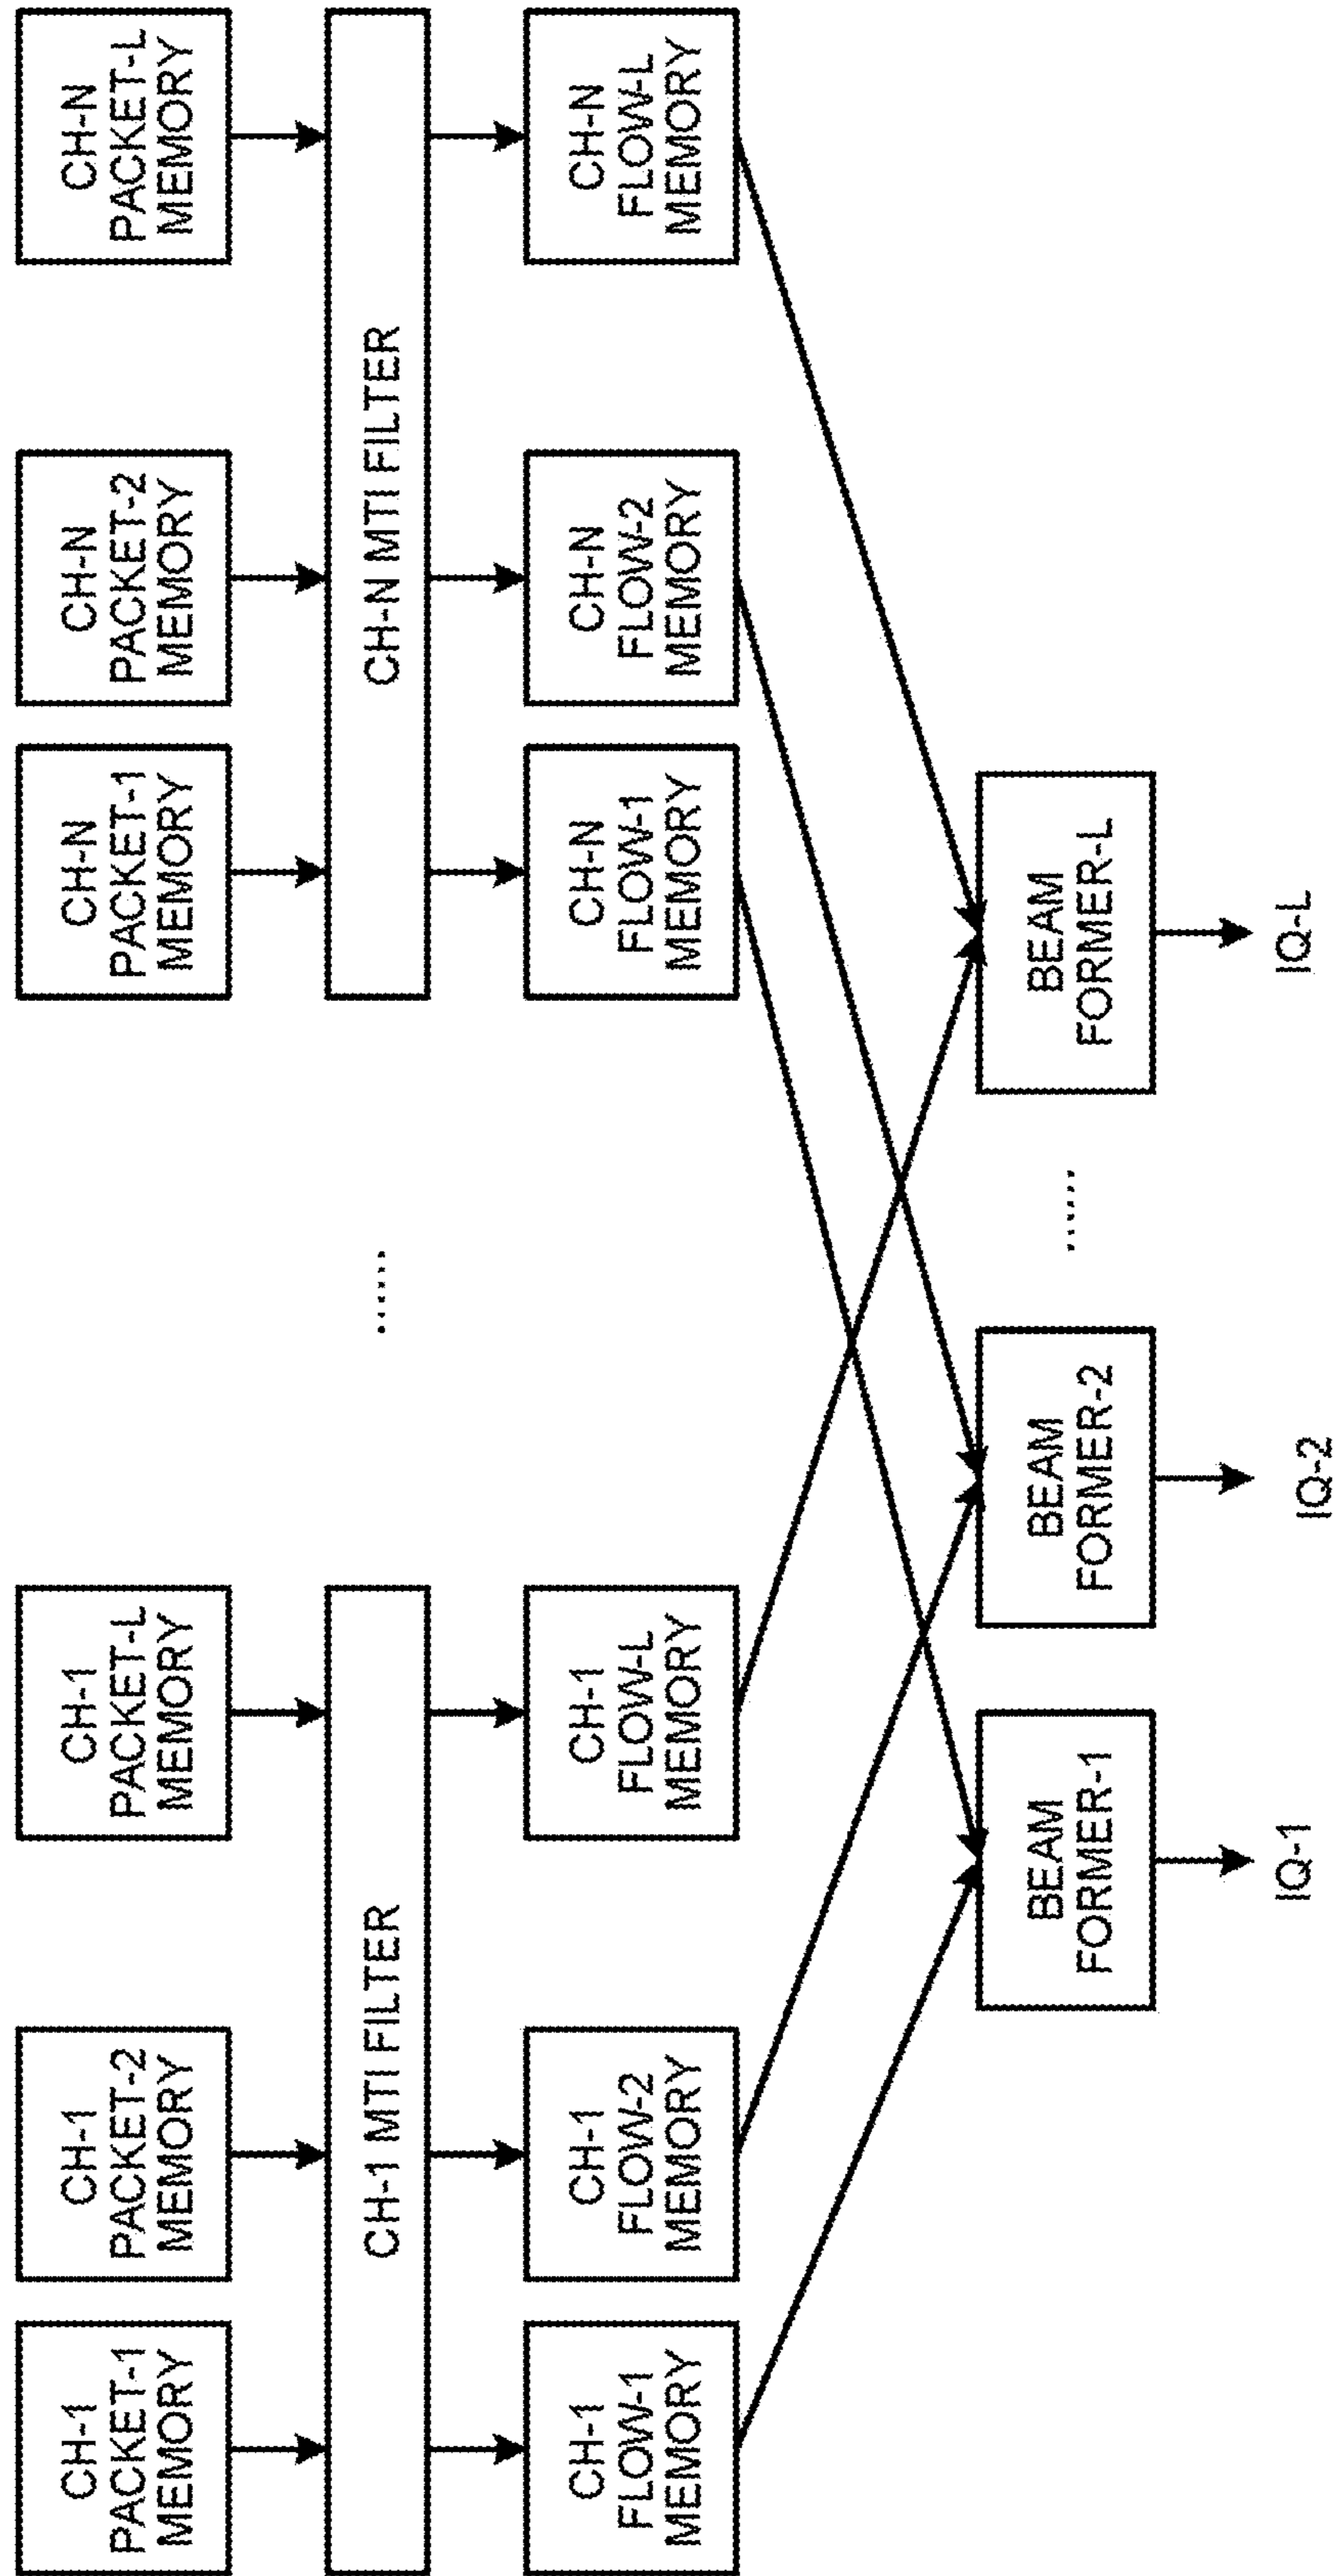 CH-1
PACKET-1
MEMORY
CH-1
PACKET-2
MEMORY
CH-1
PACKET-L
MEMORY
CH-N
PACKET-1
MEMORY
CH-N
PACKET-2
MEMORY
CH-N
PACKET-L
MEMORY
CH-1 MTI FILTER
......
CH-N MTI FILTER
CH-1
FLOW-1
MEMORY
CH-1
FLOW-2
MEMORY
CH-1
FLOW-L
MEMORY
CH-N
FLOW-1
MEMORY
CH-N
FLOW-2
MEMORY
CH-N
FLOW-L
MEMORY
BEAM
FORMER-1
BEAM
FORMER-2
......
BEAM
FORMER-L
IQ-1
IQ-2
IQ-L